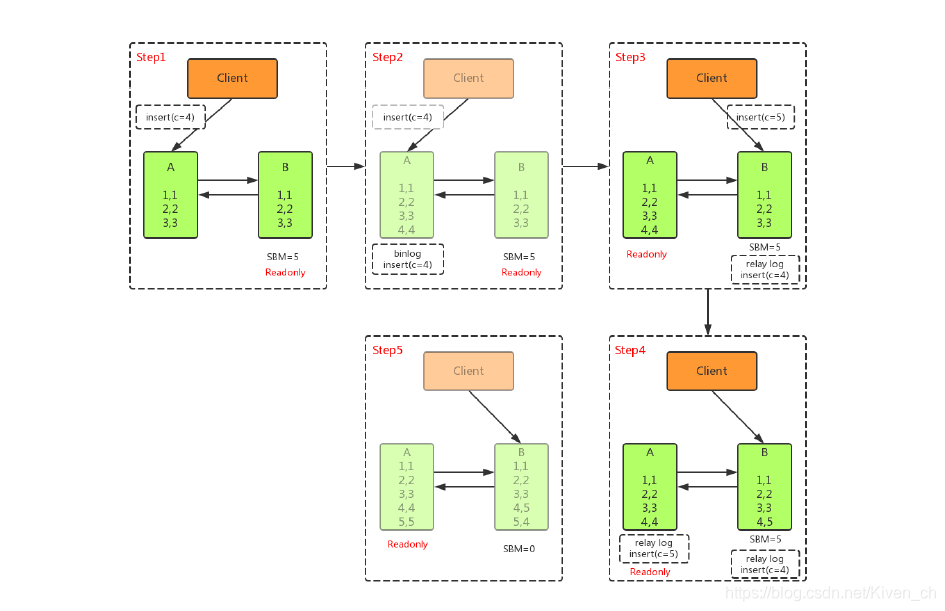 Step1
Client
insert(c=4)
A
1,1
2,2
3,3
B
1,1
2,2
3,3
SBM=5
Readonly
Step2
Client
insert(c=4)
A
1,1
2,2
3,3
4,4
binlog
insert(c=4)
B
1,1
2,2
3,3
SBM=5
Readonly
Step3
Client
insert(c=5)
A
1,1
2,2
3,3
4,4
Readonly
B
1,1
2,2
3,3
SBM=5
relay log
insert(c=4)
Step5
Client
A
1,1
2,2
3,3
4,4
5,5
Readonly
B
1,1
2,2
3,3
4,5
5,4
SBM=0
Step4
Client
A
1,1
2,2
3,3
4,4
relay log
insert(c=5)
Readonly
B
1,1
2,2
3,3
4,5
SBM=5
relay log
insert(c=4)
https://blog.csdn.net/Kiven_ch